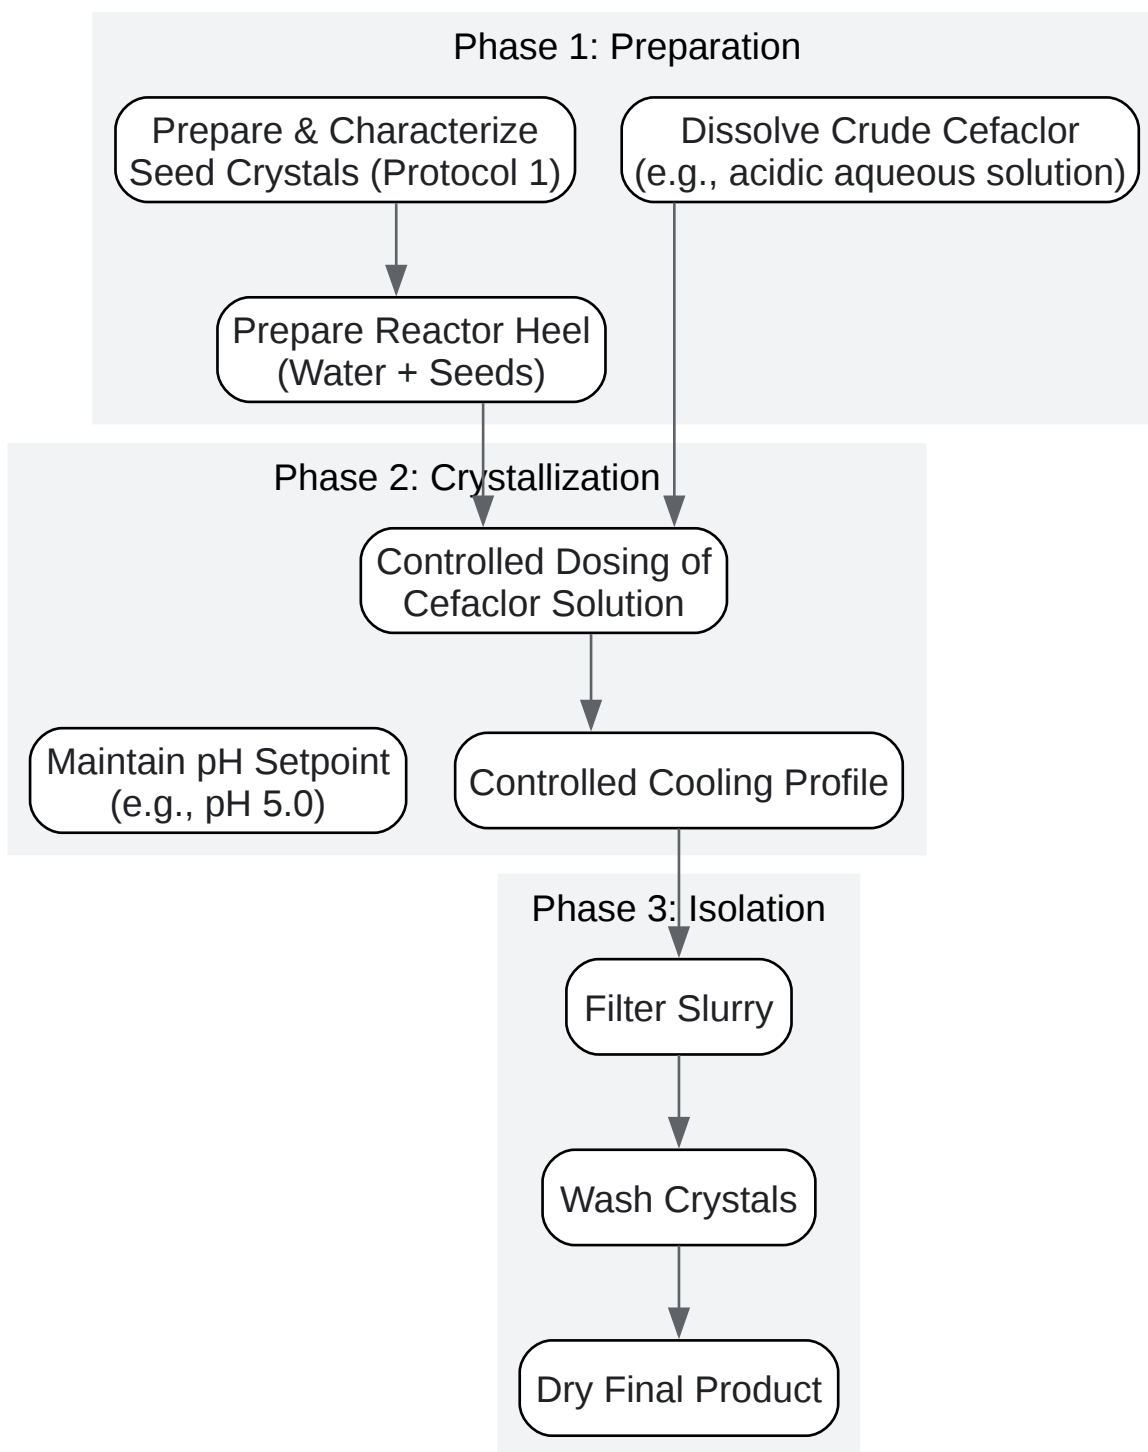 Phase 1: Preparation
Prepare & Characterize
Seed Crystals (Protocol 1)
Dissolve Crude Cefaclor
(e.g., acidic aqueous solution)
Prepare Reactor Heel
(Water + Seeds)
Phase 2: Crystallization
Controlled Dosing of
Cefaclor Solution
Maintain pH Setpoint
(e.g., pH 5.0)
Controlled Cooling Profile
Phase 3: Isolation
Filter Slurry
Wash Crystals
Dry Final Product